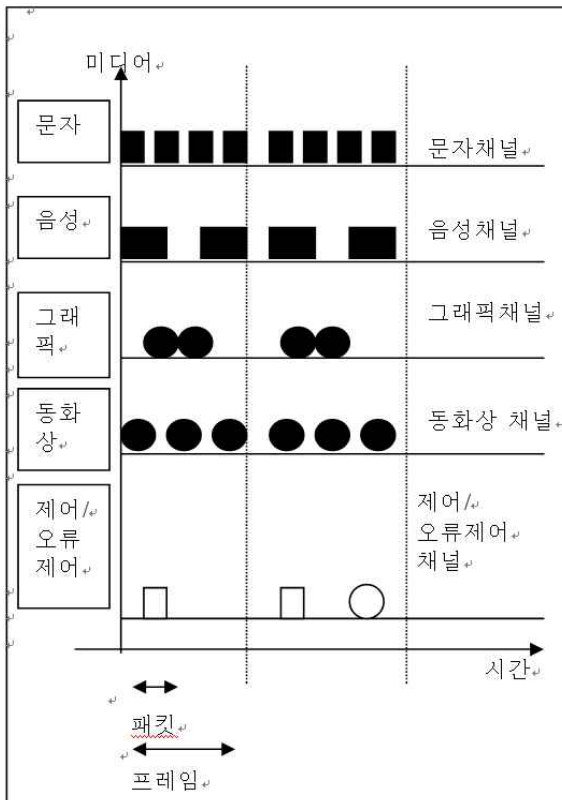 미디어
문자
문자채널
음성
음성채널
그래
픽
그래픽채널
동화
상
동화상 채널
제어/
오류
제어
제어/
오류제어
채널
시간
패킷
프레임